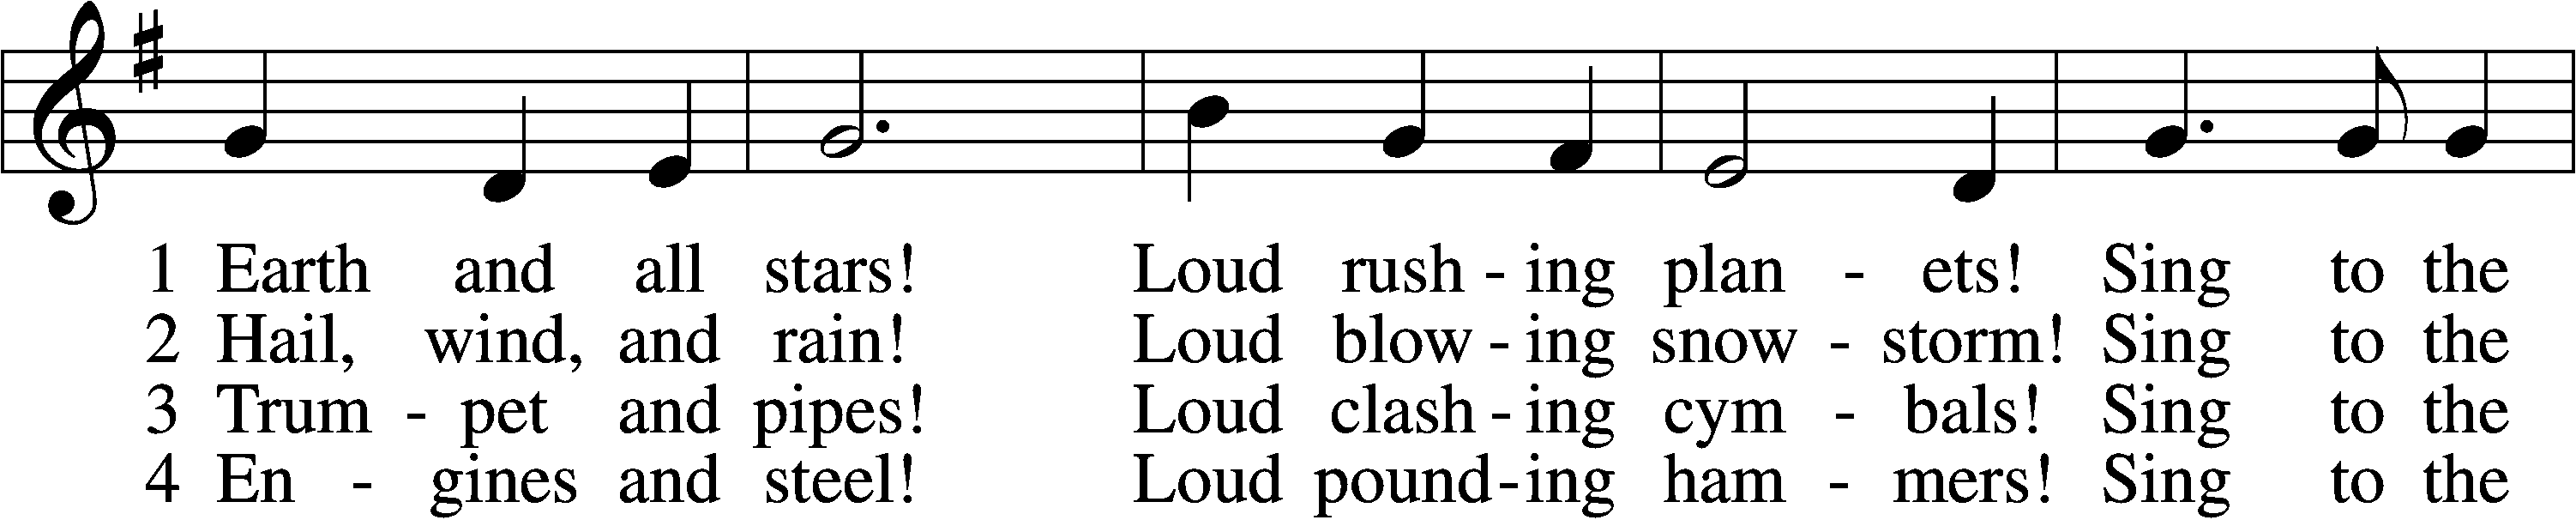 1 Earth and all stars! Loud rush - ing plan - ets! Sing to the
2 Hail, wind, and rain! Loud blow - ing snow - storm! Sing to the
3 Trum - pet and pipes! Loud clash - ing cym - bals! Sing to the
4 En - gines and steel! Loud pound - ing ham - mers! Sing to the